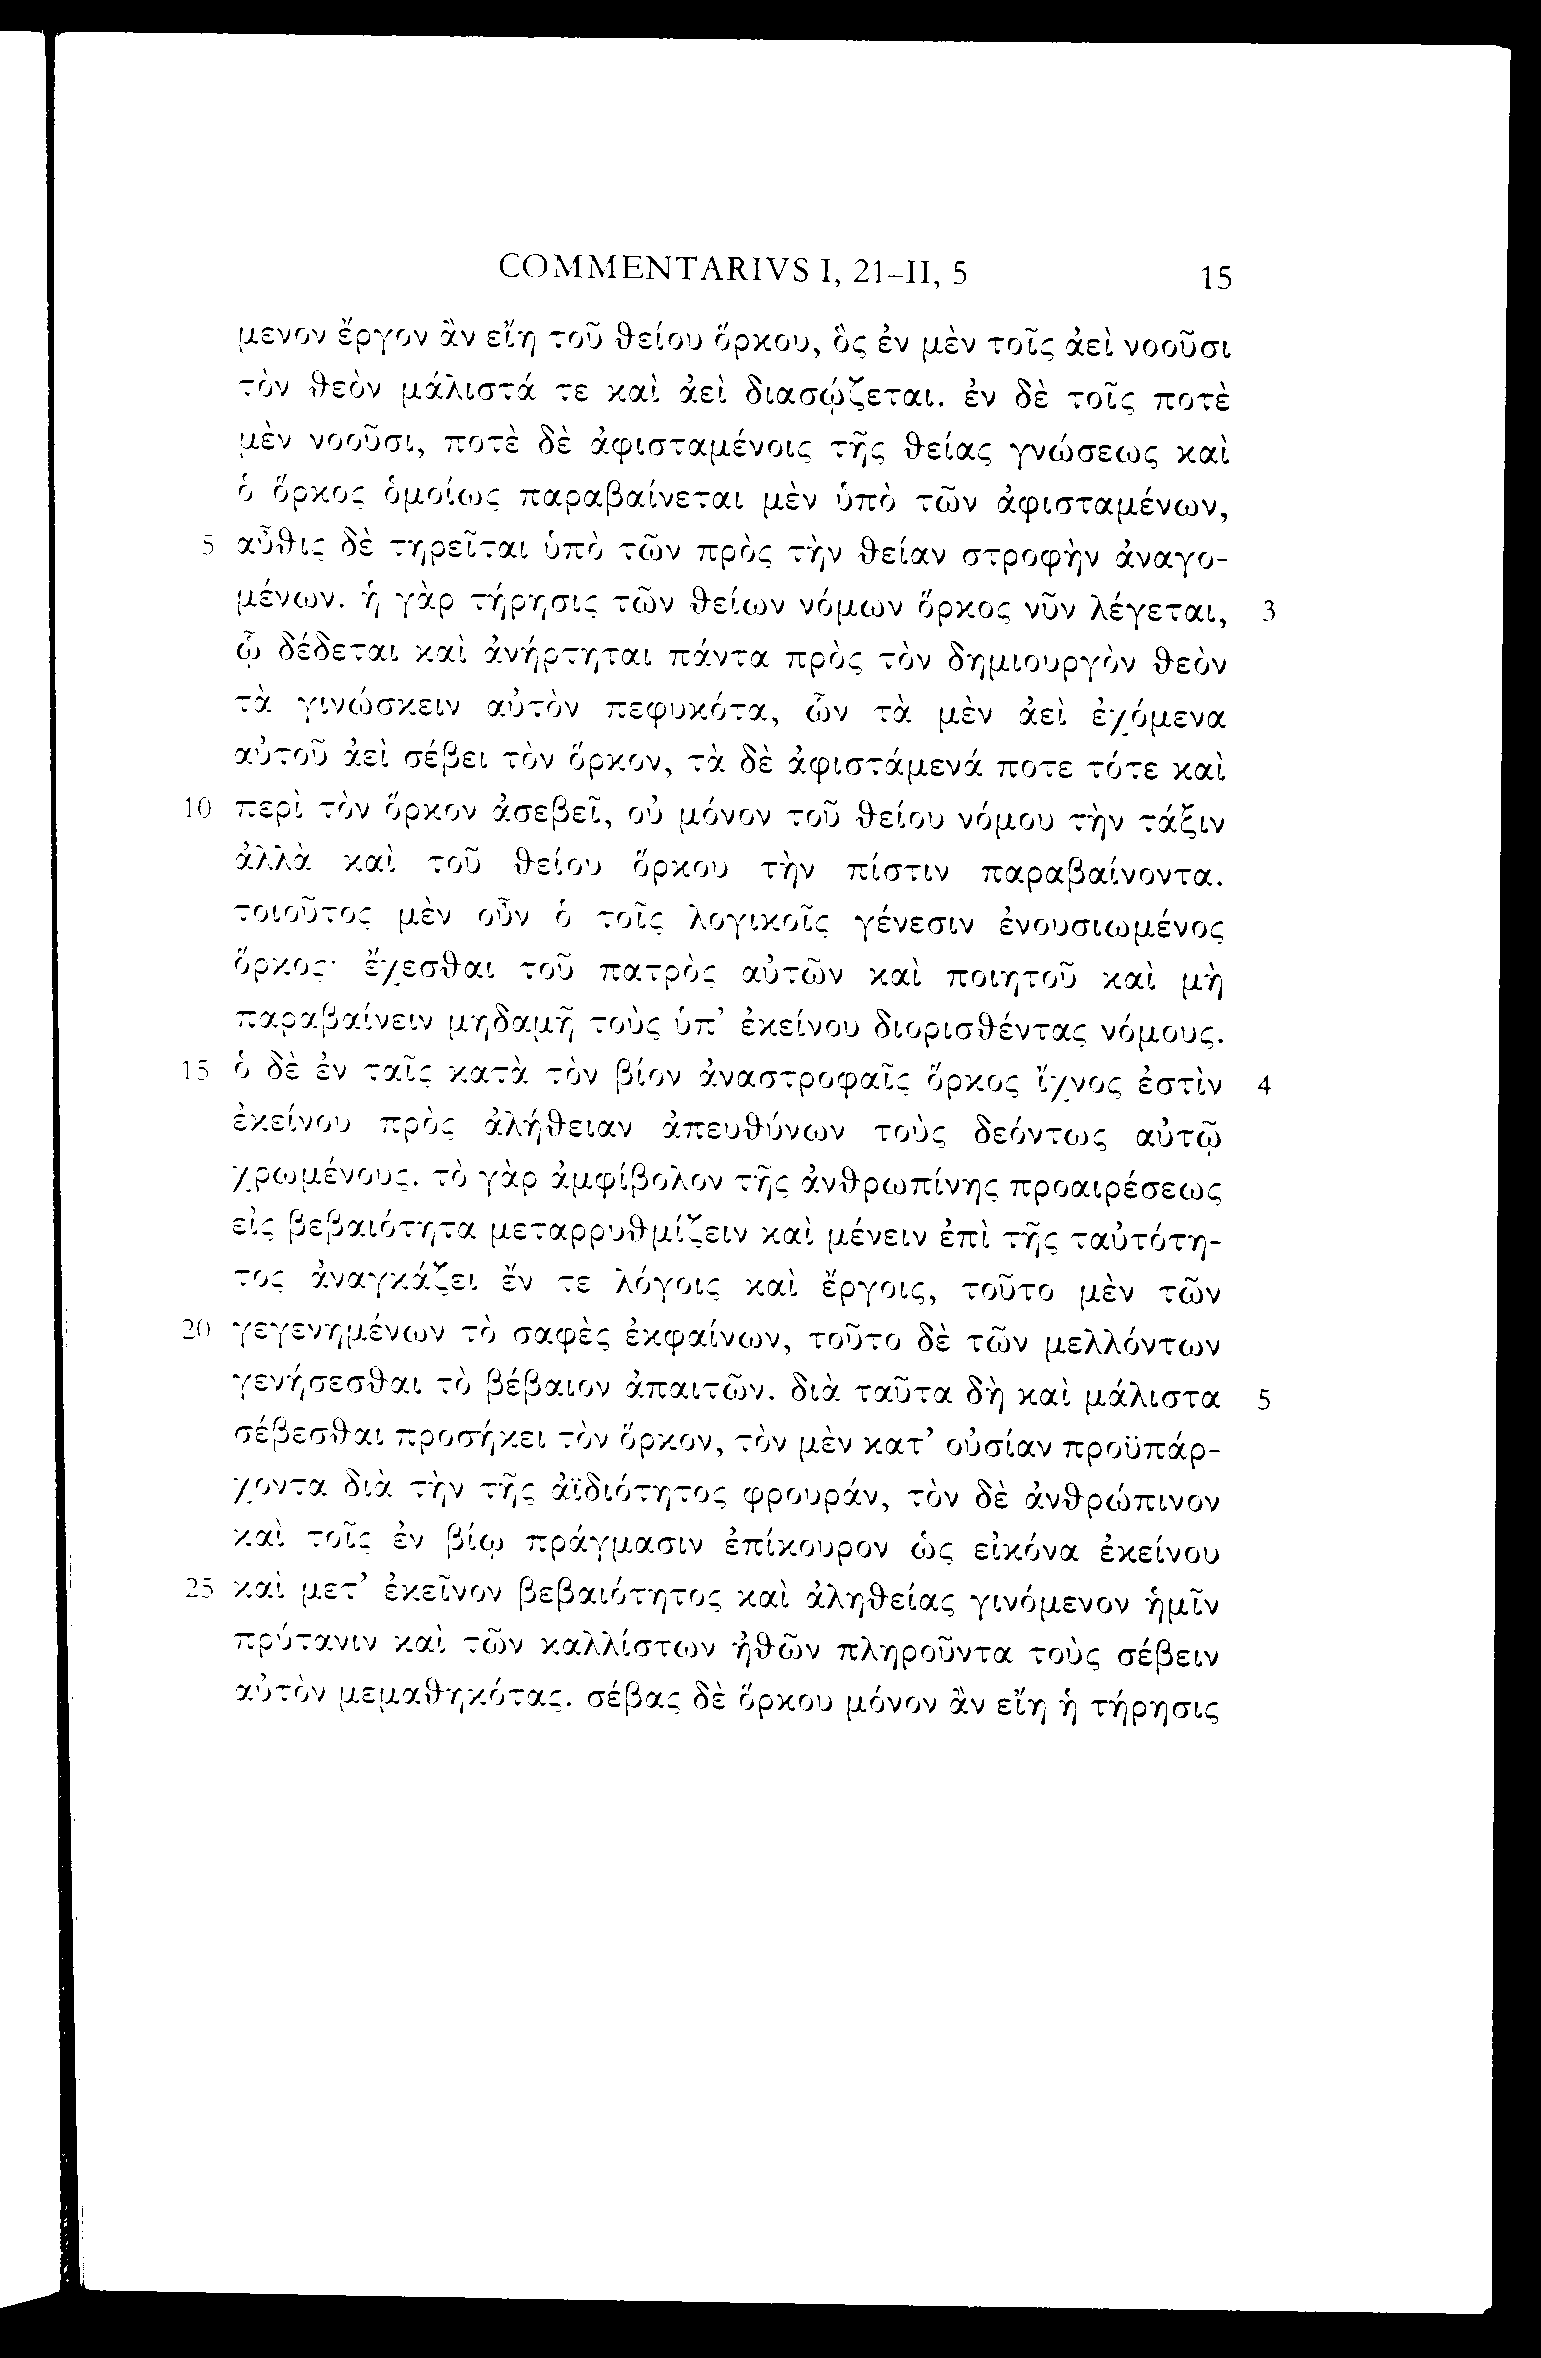 COMMENTARIVS I, 21–II, 5 15
μενον ἔργον ἂν εἴη τοῦ θείου ὅρκου, ὃς ἐν μὲν τοῖς ἀεὶ νοοῦσι
τὸν θεὸν μάλιστά τε καὶ ἀεὶ διασῴζεται. ἐν δὲ τοῖς ποτὲ
μὲν νοοῦσι, ποτὲ δὲ ἀφισταμένοις τῆς θείας γνώσεως καὶ
ὁ ὅρκος ὁμοίως παραβαίνεται μὲν ὑπὸ τῶν ἀφισταμένων,
5 αὖθις δὲ τηρεῖται ὑπὸ τῶν πρὸς τὴν θείαν στροφὴν ἀναγο-
μένων. ἡ γὰρ τήρησις τῶν θείων νόμων ὅρκος νῦν λέγεται, 3
ᾧ δέδεται καὶ ἀνήρτηται πάντα πρὸς τὸν δημιουργὸν θεὸν
τὰ γινώσκειν αὐτὸν πεφυκότα, ὧν τὰ μὲν ἀεὶ ἐχόμενα
αὐτοῦ ἀεὶ σέβει τὸν ὅρκον, τὰ δὲ ἀφιστάμενά ποτε τότε καὶ
10 περὶ τὸν ὅρκον ἀσεβεῖ, οὐ μόνον τοῦ θείου νόμου τὴν τάξιν
ἀλλὰ καὶ τοῦ θείου ὅρκου τὴν πίστιν παραβαίνοντα.
τοιοῦτος μὲν οὖν ὁ τοῖς λογικοῖς γένεσιν ἐνουσιωμένος
ὅρκος· ἔχεσθαι τοῦ πατρὸς αὐτῶν καὶ ποιητοῦ καὶ μὴ
παραβαίνειν μηδαμῆ τοὺς ὑπ’ ἐκείνου διορισθέντας νόμους.
15 ὁ δὲ ἐν ταῖς κατὰ τὸν βίον ἀναστροφαῖς ὅρκος ἴχνος ἐστὶν 4
ἐκείνου πρὸς ἀλήθειαν ἀπευθύνων τοὺς δεόντως αὐτῷ
χρωμένους. τὸ γὰρ ἀμφίβολον τῆς ἀνθρωπίνης προαιρέσεως
εἰς βεβαιότητα μεταρρυθμίζειν καὶ μένειν ἐπὶ τῆς ταὐτότη-
τος ἀναγκάζει ἔν τε λόγοις καὶ ἔργοις, τοῦτο μὲν τῶν
20 γεγενημένων τὸ σαφὲς ἐκφαίνων, τοῦτο δὲ τῶν μελλόντων
γενήσεσθαι τὸ βέβαιον ἀπαιτῶν. διὰ ταῦτα δὴ καὶ μάλιστα 5
σέβεσθαι προσήκει τὸν ὅρκον, τὸν μὲν κατ’ οὐσίαν προϋπάρ-
χοντα διὰ τὴν τῆς ἀϊδιότητος φρουράν, τὸν δὲ ἀνθρώπινον
καὶ τοῖς ἐν βίῳ πράγμασιν ἐπίκουρον ὡς εἰκόνα ἐκείνου
25 καὶ μετ’ ἐκεῖνον βεβαιότητος καὶ ἀληθείας γινόμενον ἡμῖν
πρύτανιν καὶ τῶν καλλίστων ἠθῶν πληροῦντα τοὺς σέβειν
αὐτὸν μεμαθηκότας. σέβας δὲ ὅρκου μόνον ἂν εἴη ἡ τήρησις